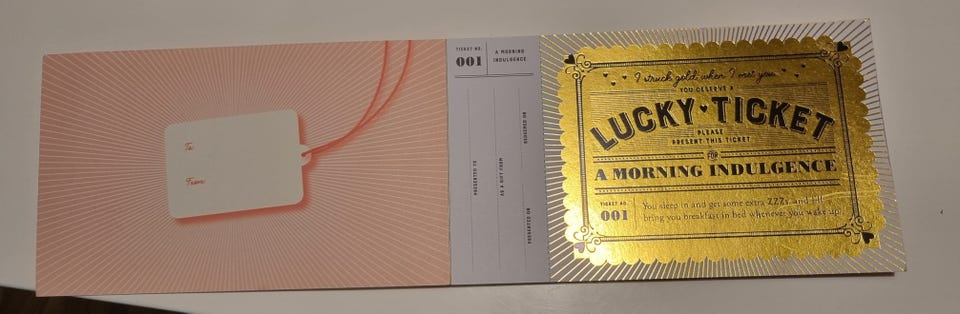 To:
From:
TICKET NO.
001
A MORNING
INDULGENCE
PRESENTED TO
AS A GIFT FROM
PRESENTED ON
REDEEMED ON
I struck gold when I met you.
YOU DESERVE A
LUCKY TICKET
PLEASE
PRESENT THIS TICKET
FOR
A MORNING INDULGENCE
TICKET NO.
001
You sleep in and get some extra ZZZs and I'll
bring you breakfast in bed whenever you wake up.